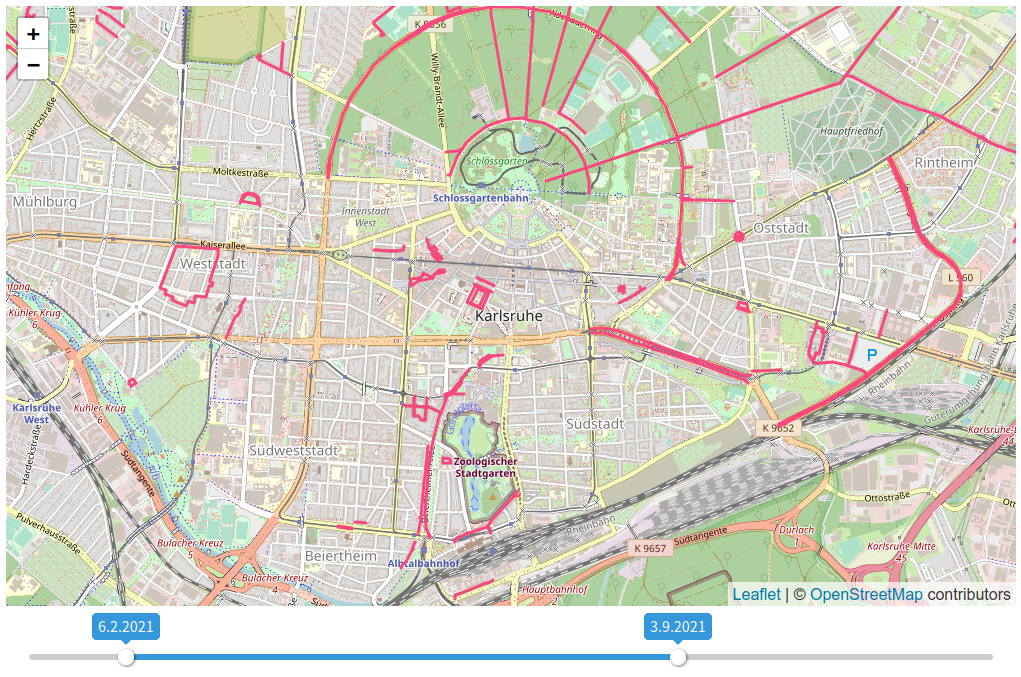 +
−
K 9656
Adenauerring
Willy-Brandt-Allee
Hertzstraße
straße
Hauptfriedhof
Rintheim
Schlossgarten
Moltkestraße
Mühlburg
Schlossgartenbahn
Innenstadt
West
Oststadt
Kaiserallee
Weststadt
L 560
Kühler Krug
6
Karlsruhe
P
Rheinbahn
Güterumgehungsbahn Karlsruhe
Karlsruhe
West
Kühler Krug
6
Südstadt
K 9652
Hardeckstraße
Südweststadt
Zoologischer
Stadtgarten
Südtangente
44
Ottostraße
Pulverhausstraße
Rheinbahn
Durlach
1
Bulacher Kreuz
5
Beiertheim
K 9657
Südtangente
Karlsruhe-Mitte
45
Albtalbahnhof
Bulacher Kreuz
4
Hauptbahnhof
2
Leaflet | © OpenStreetMap contributors
6.2.2021
3.9.2021